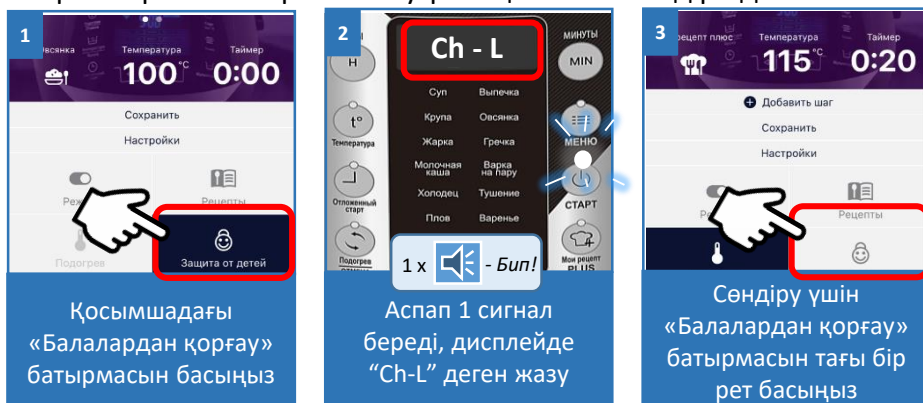 1
Овсянка
Температура
Таймер
100°C
0:00
Сохранить
Настройки
Рецепты
Подогрев
Защита от детей
Қосымшадағы
«Балалардан қорғау»
батырмасын басыңыз
2
Ch - L
МИНУТЫ
H
MIN
Суп
Выпечка
Крупа
Овсянка
t°
Температура
МЕНЮ
Жарка
Гречка
Молочная каша
Варка на пару
Отложенный старт
Холодец
Тушение
СТАРТ
Плов
Варенье
Подогрев
Мои рецепт
PLUS
1 x - Бип!
Аспап 1 сигнал
береді, дисплейде
“Ch-L” деген жазу
3
рецепт плюс
Температура
Таймер
115°C
0:20
Добавить шаг
Сохранить
Настройки
Рецепты
Сөндіру үшін
«Балалардан қорғау»
батырмасын тағы бір
рет басыңыз